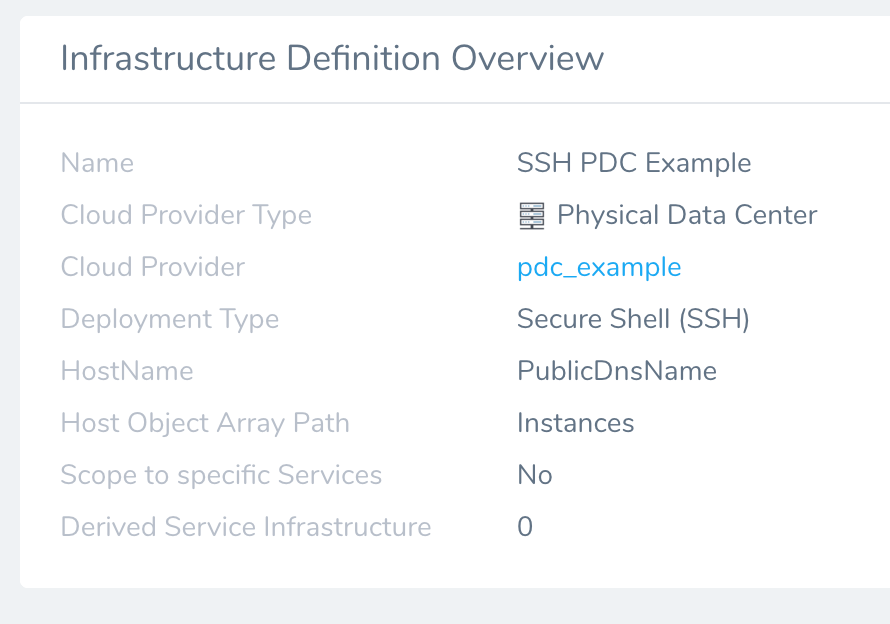 Infrastructure Definition Overview
Name SSH PDC Example
Cloud Provider Type Physical Data Center
Cloud Provider pdc_example
Deployment Type Secure Shell (SSH)
HostName PublicDnsName
Host Object Array Path Instances
Scope to specific Services No
Derived Service Infrastructure 0